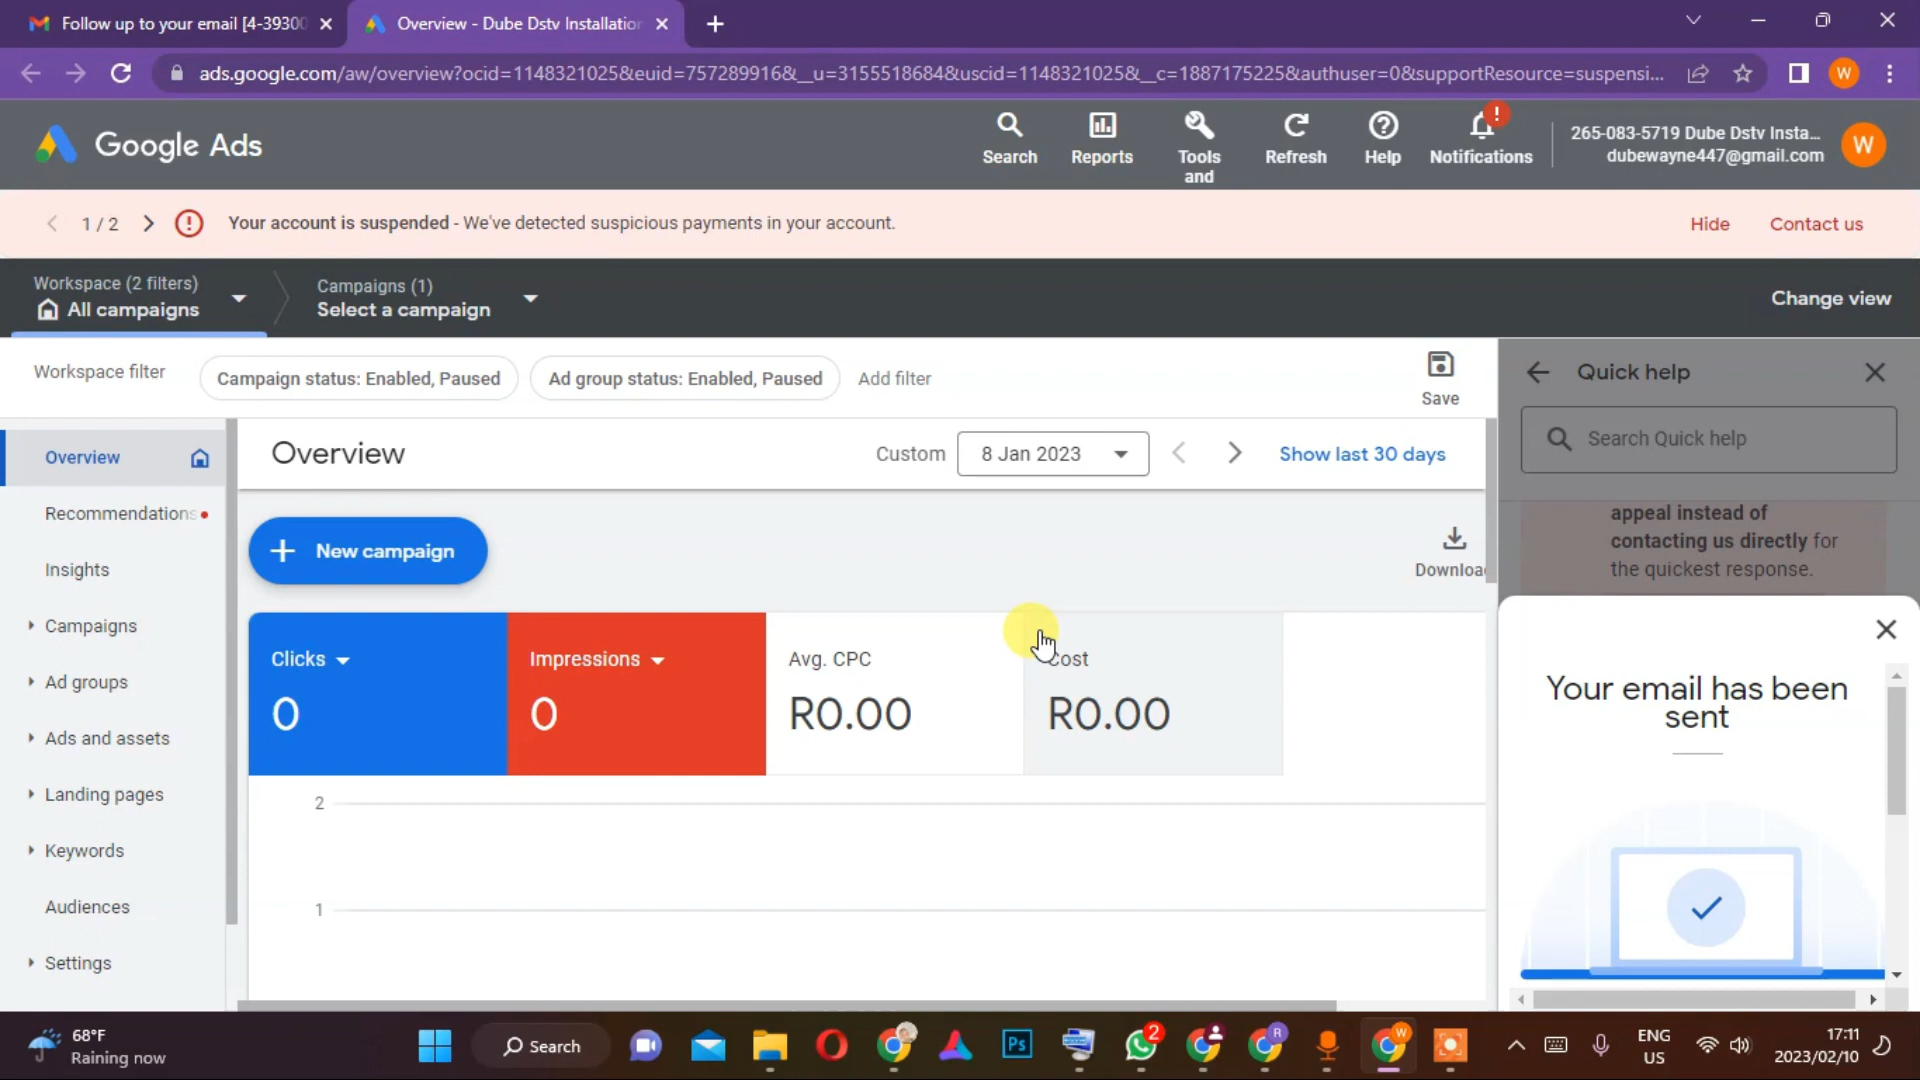 Follow up to your email [4-39300
Overview - Dube Dstv Installation
ads.google.com/aw/overview?ocid=1148321025&euid=757289916&__u=3155518684&uscid=1148321025&__c=1887175225&authuser=0&supportResource=suspensi...
W
Google Ads
Search
Reports
Tools and
Refresh
Help
! Notifications
265-083-5719 Dube Dstv Insta...
dubewayne447@gmail.com
W
1 / 2
Your account is suspended - We've detected suspicious payments in your account.
Hide
Contact us
Workspace (2 filters)
All campaigns
Campaigns (1)
Select a campaign
Change view
Workspace filter
Campaign status: Enabled, Paused
Ad group status: Enabled, Paused
Add filter
Save
Quick help
Search Quick help
appeal instead of
contacting us directly for
the quickest response.
Overview
Recommendations
Insights
Campaigns
Ad groups
Ads and assets
Landing pages
Keywords
Audiences
Settings
Overview
Custom
8 Jan 2023
Show last 30 days
New campaign
Download
Clicks
0
Impressions
0
Avg. CPC
R0.00
Cost
R0.00
2
1
Your email has been
sent
68°F
Raining now
Search
Ps
2
R
W
ENG
US
17:11
2023/02/10